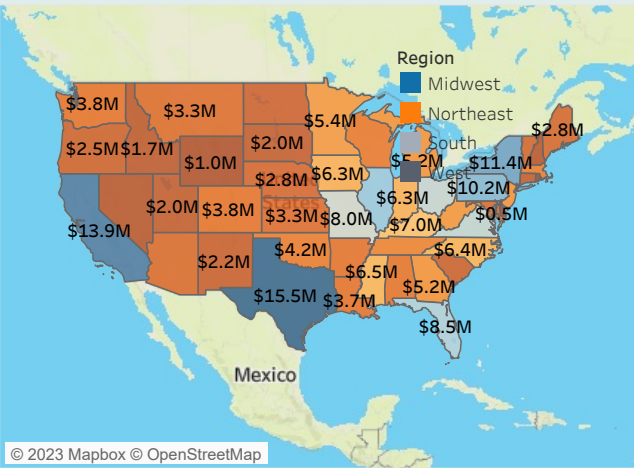 Region
Midwest
Northeast
South
West
$3.8M
$3.3M
$5.4M
$2.8M
$2.5M
$1.7M
$1.0M
$2.0M
$5.2M
$11.4M
$2.8M
$6.3M
$10.2M
$2.0M
$3.8M
$3.3M
$8.0M
$6.3M
$7.0M
$0.5M
States
$13.9M
$2.2M
$4.2M
$6.5M
$6.4M
$15.5M
$3.7M
$5.2M
$8.5M
Mexico
© 2023 Mapbox © OpenStreetMap